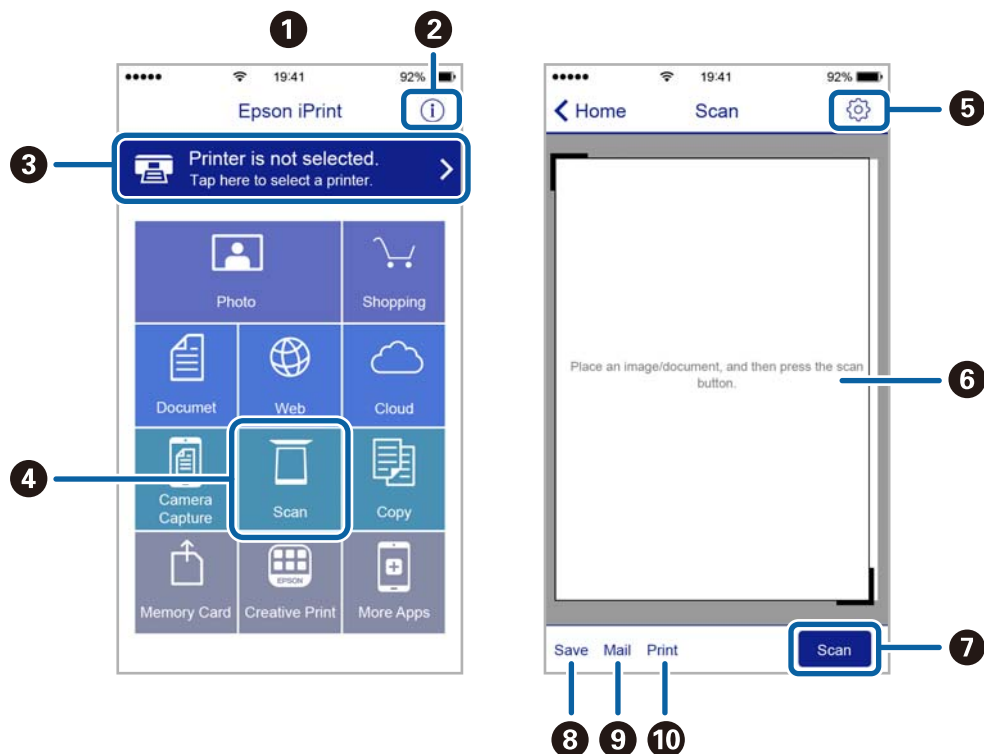 1 2
19:41 92%
Epson iPrint i
3
Printer is not selected.
Tap here to select a printer.
Photo Shopping
Documet Web Cloud
4
Camera
Capture
Scan Copy
EPSON
Memory Card Creative Print More Apps
19:41 92%
Home Scan
5
Place an image/document, and then press the scan
button.
6
Save Mail Print Scan
7
8 9 10